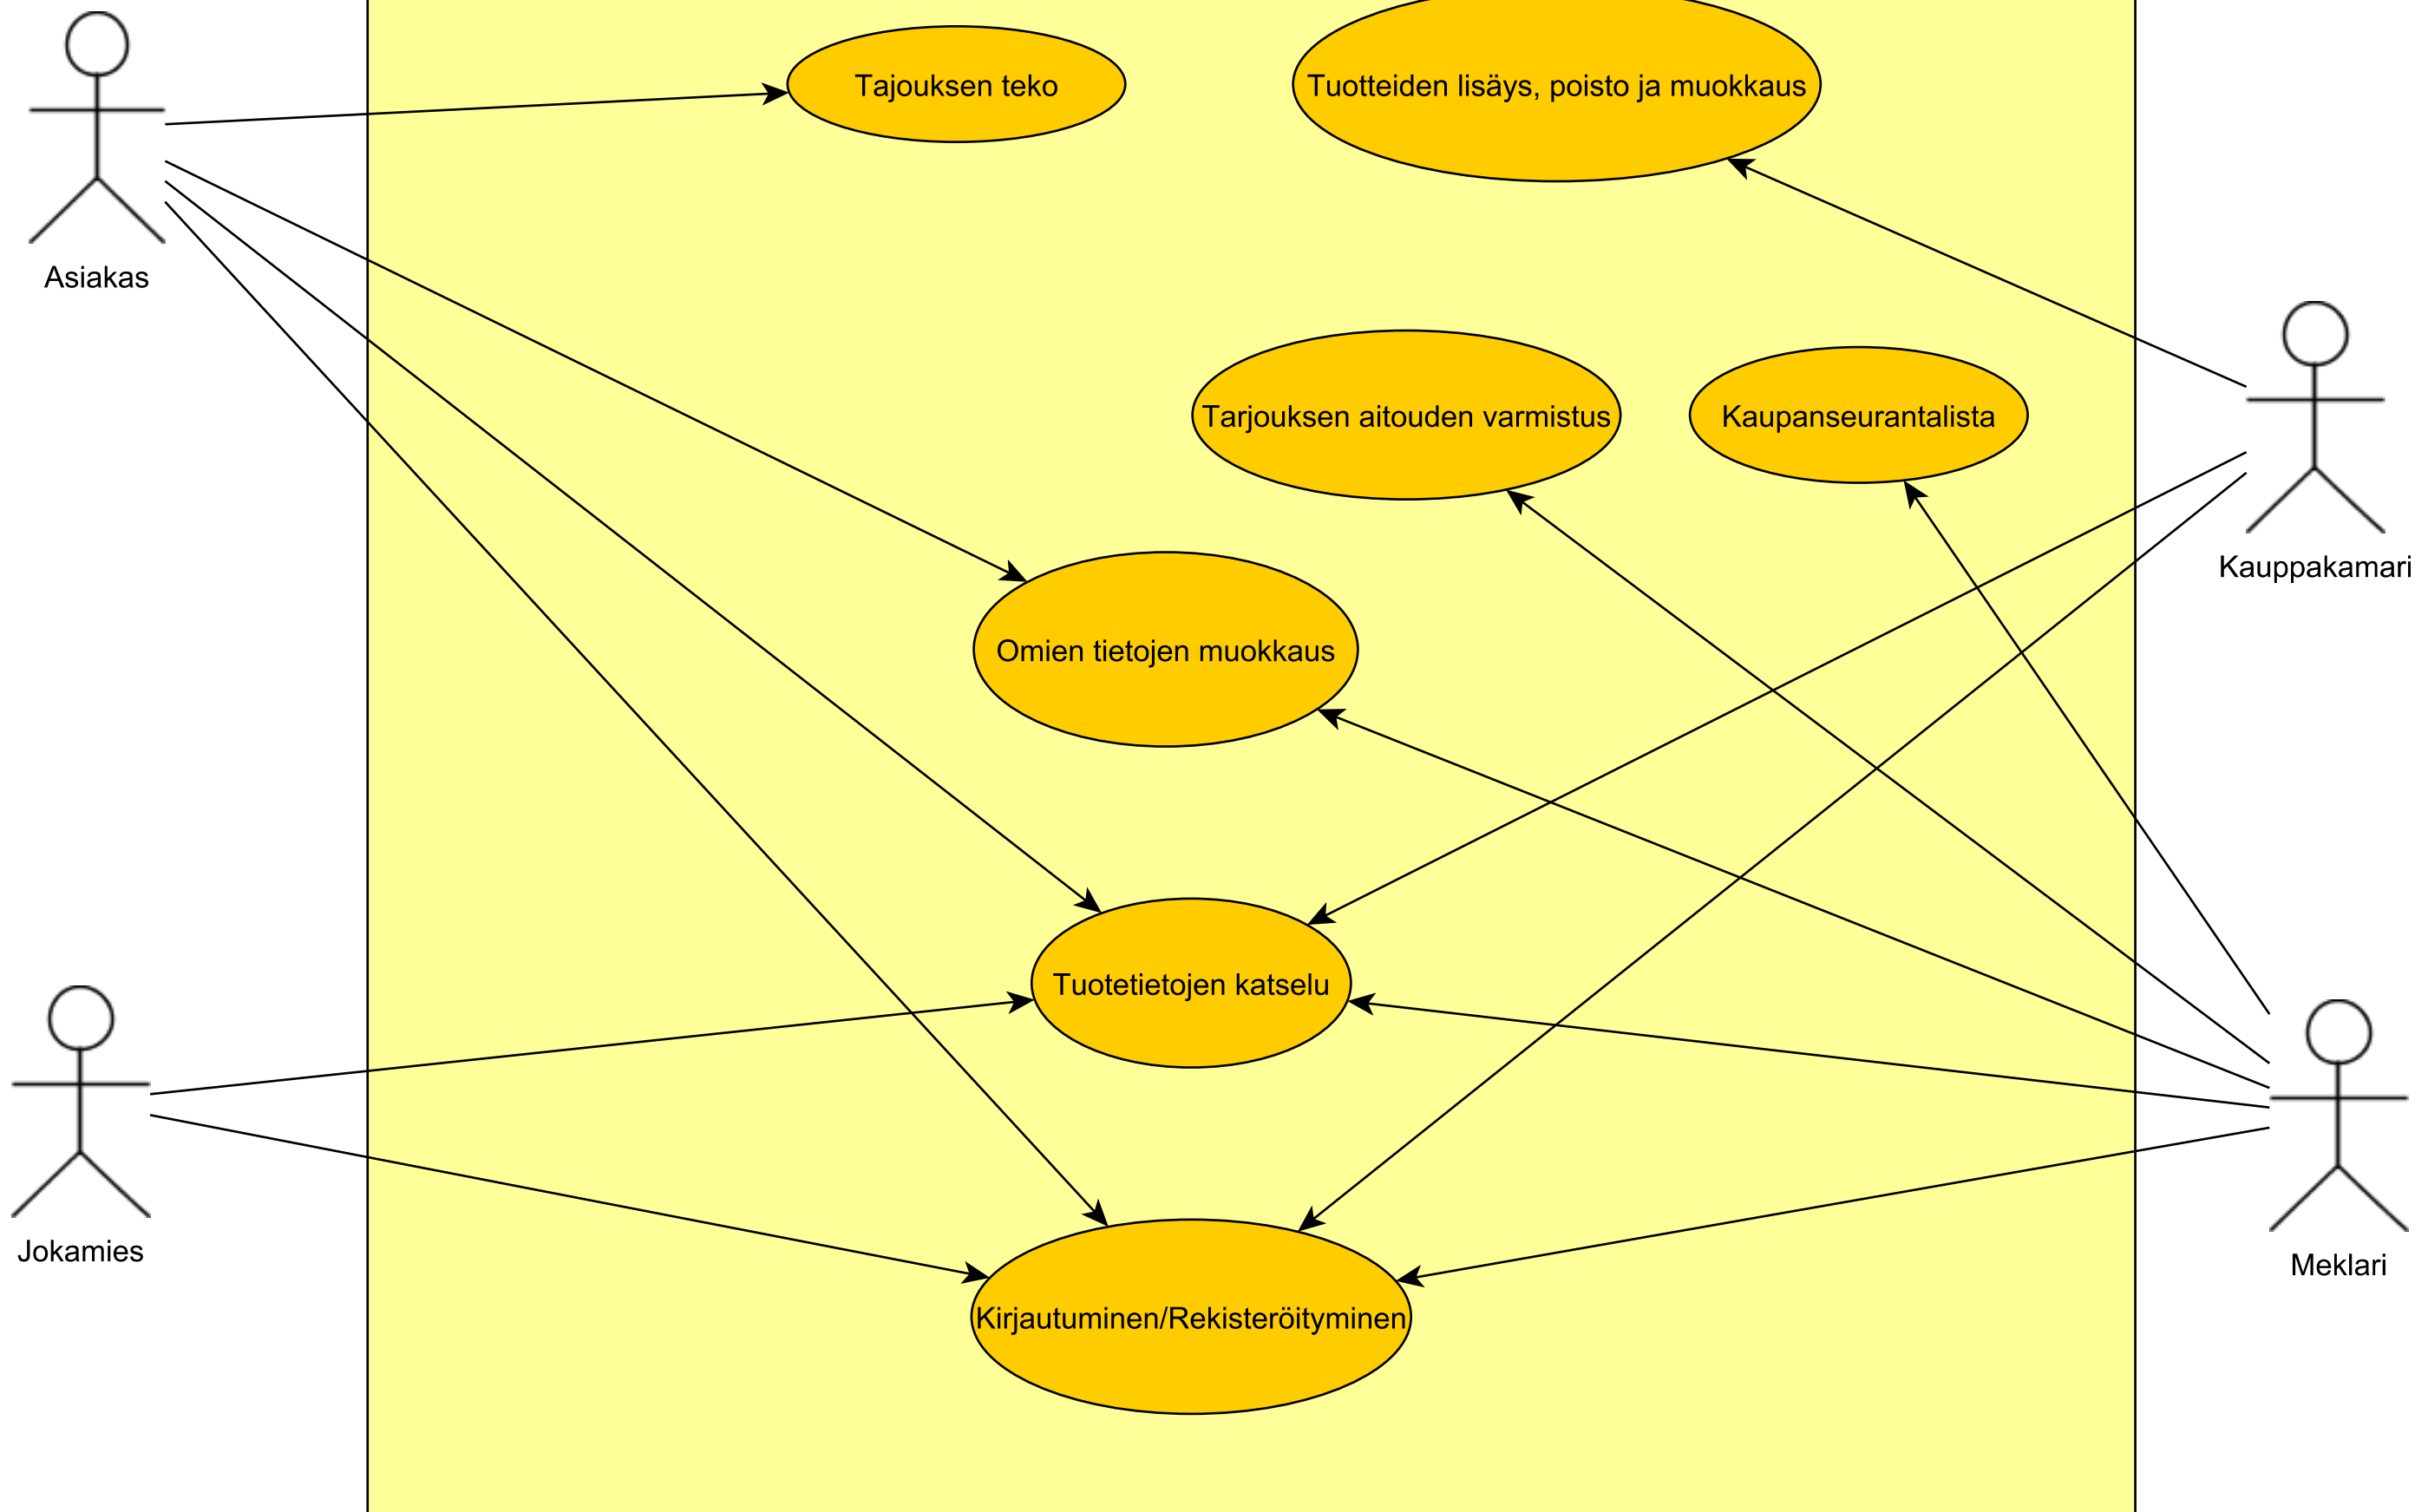 Tajouksen teko
Tuotteiden lisäys, poisto ja muokkaus
Asiakas
Tarjouksen aitouden varmistus
Kaupanseurantalista
Kauppakamari
Omien tietojen muokkaus
Tuotetietojen katselu
Jokamies
Meklari
Kirjautuminen/Rekisteröityminen